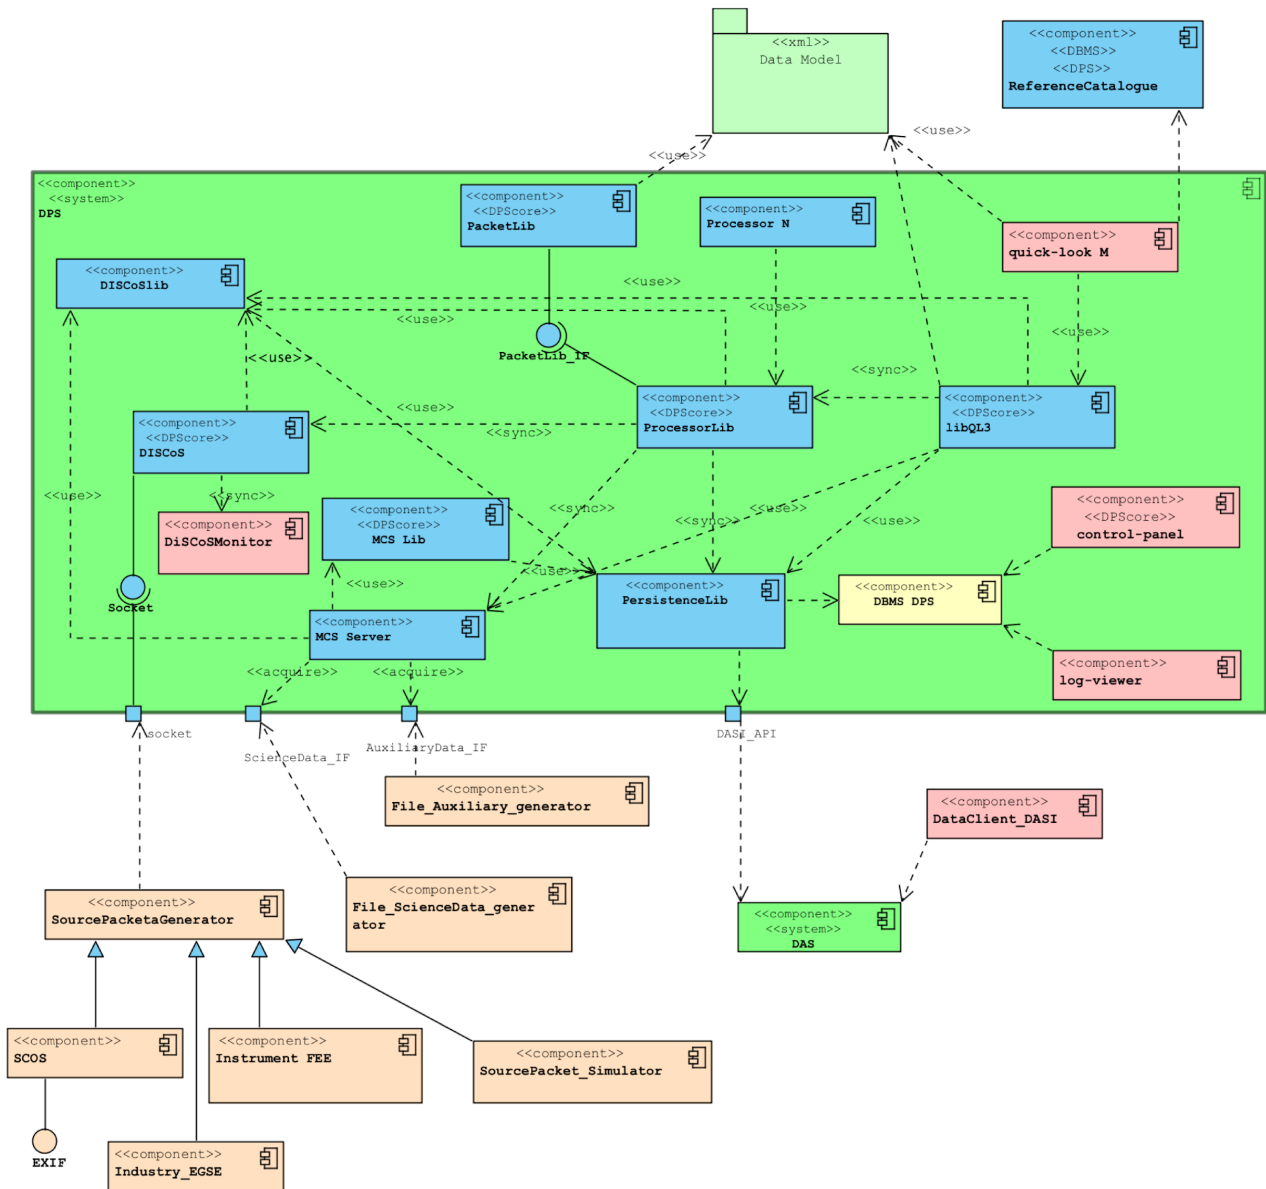 <<xml>>
Data Model
<<component>>
<<DBMS>>
<<DPS>>
ReferenceCatalogue
<<use>>
<<use>>
<<component>>
<<system>>
DPS
<<component>>
<<DPScore>>
PacketLib
<<component>>
Processor N
<<component>>
quick-look M
<<component>>
DISCoSlib
<<use>>
<<use>>
<<use>>
<<use>>
PacketLib_IF
<<use>>
<<sync>>
<<component>>
<<DPScore>>
ProcessorLib
<<component>>
<<DPScore>>
libQL3
<<use>>
<<sync>>
<<component>>
<<DPScore>>
DISCoS
<<use>>
<<sync>>
<<component>>
DiSCoSMonitor
<<component>>
<<DPScore>>
MCS Lib
<<sync>>
<<sync>>
<<use>>
<<use>>
<<component>>
<<DPScore>>
control-panel
<<use>>
<<use>>
<<component>>
PersistenceLib
<<component>>
DBMS DPS
Socket
<<component>>
MCS Server
<<acquire>>
<<acquire>>
<<component>>
log-viewer
socket
ScienceData_IF
AuxiliaryData_IF
DASI_API
<<component>>
File_Auxiliary_generator
<<component>>
DataClient_DASI
<<component>>
SourcePacketaGenerator
<<component>>
File_ScienceData_gener
ator
<<component>>
<<system>>
DAS
<<component>>
SCOS
<<component>>
Instrument FEE
<<component>>
SourcePacket_Simulator
EXIF
<<component>>
Industry_EGSE